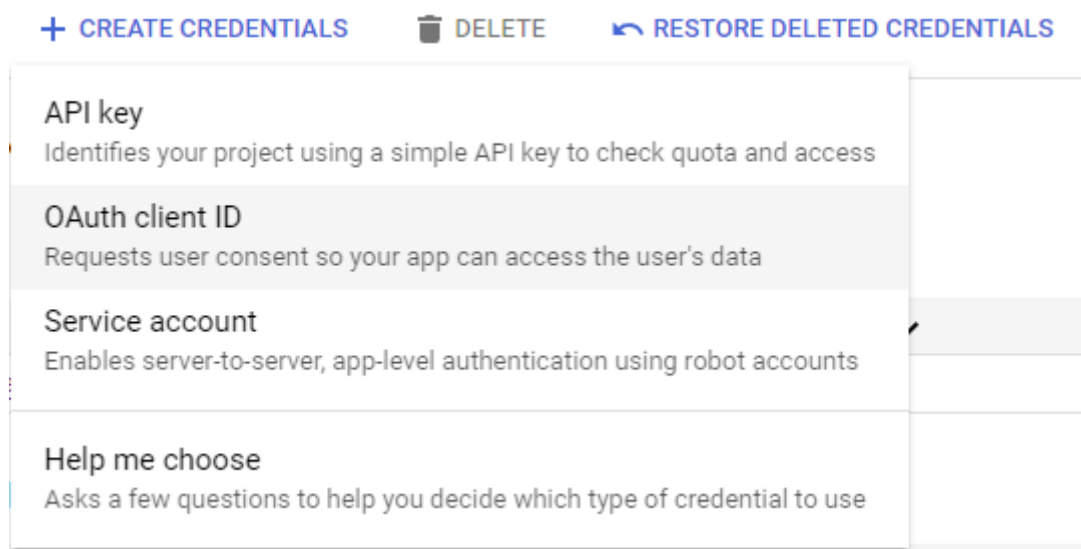 + CREATE CREDENTIALS DELETE RESTORE DELETED CREDENTIALS
API key
Identifies your project using a simple API key to check quota and access
OAuth client ID
Requests user consent so your app can access the user's data
Service account
Enables server-to-server, app-level authentication using robot accounts
Help me choose
Asks a few questions to help you decide which type of credential to use